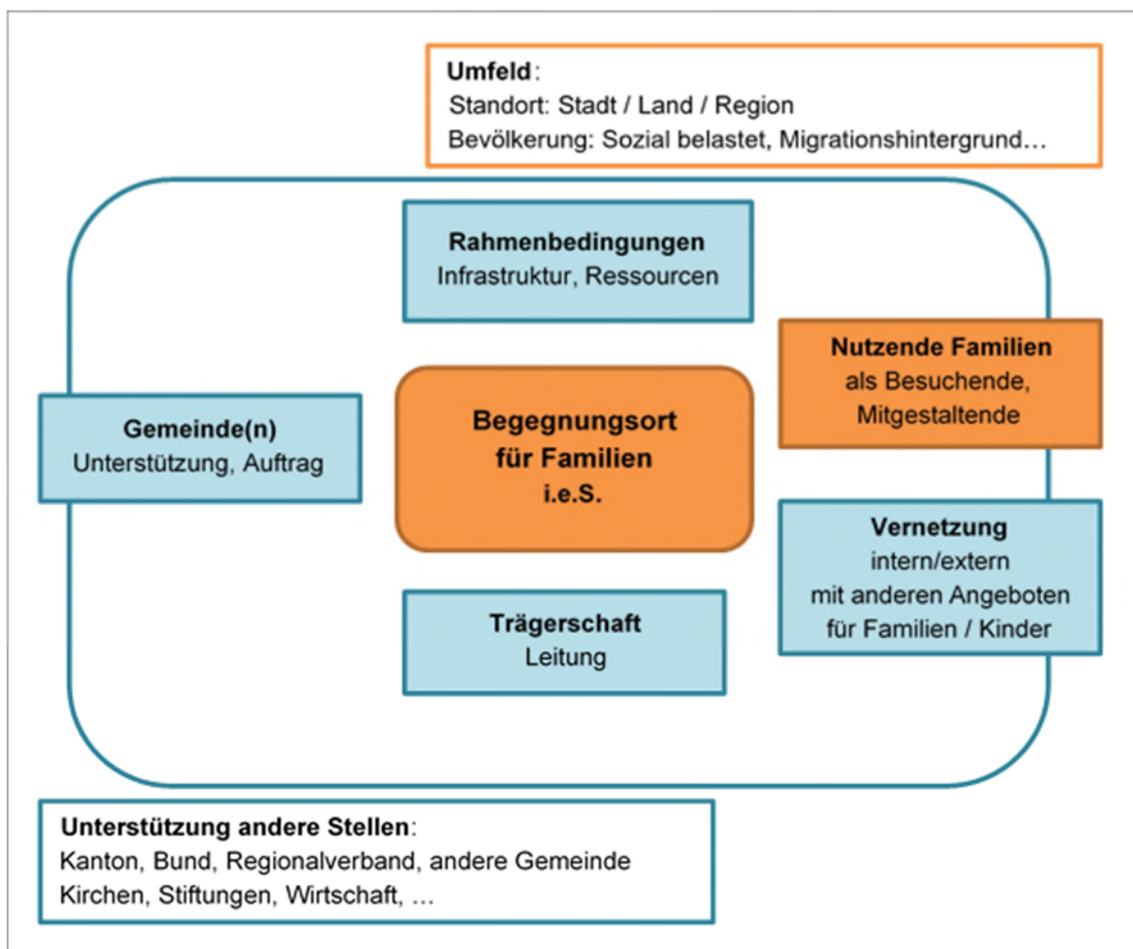 Umfeld:
Standort: Stadt / Land / Region
Bevölkerung: Sozial belastet, Migrationshintergrund…
Rahmenbedingungen
Infrastruktur, Ressourcen
Nutzende Familien
als Besuchende,
Mitgestaltende
Gemeinde(n)
Unterstützung, Auftrag
Begegnungsort
für Familien
i.e.S.
Vernetzung
intern/extern
mit anderen Angeboten
für Familien / Kinder
Trägerschaft
Leitung
Unterstützung andere Stellen:
Kanton, Bund, Regionalverband, andere Gemeinde
Kirchen, Stiftungen, Wirtschaft, …